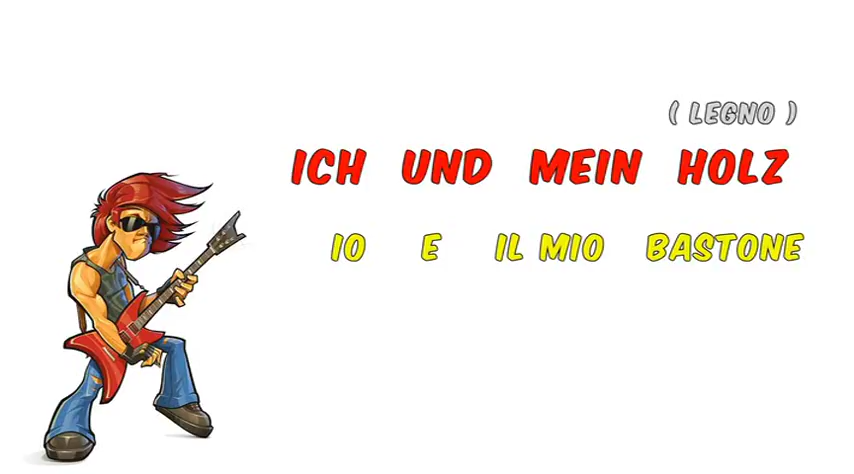 ( LEGNO )
ICH UND MEIN HOLZ
IO E IL MIO BASTONE